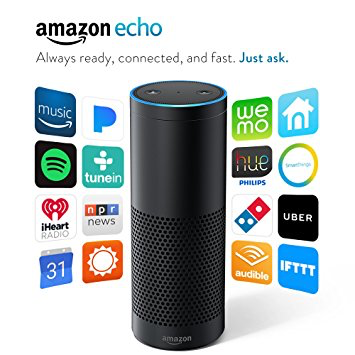 amazon echo
Always ready, connected, and fast. Just ask.
music
wemo
tunein
hue
PHILIPS
smartthings
iHeart
RADIO
npr
news
UBER
31
audible
IFTTT
amazon